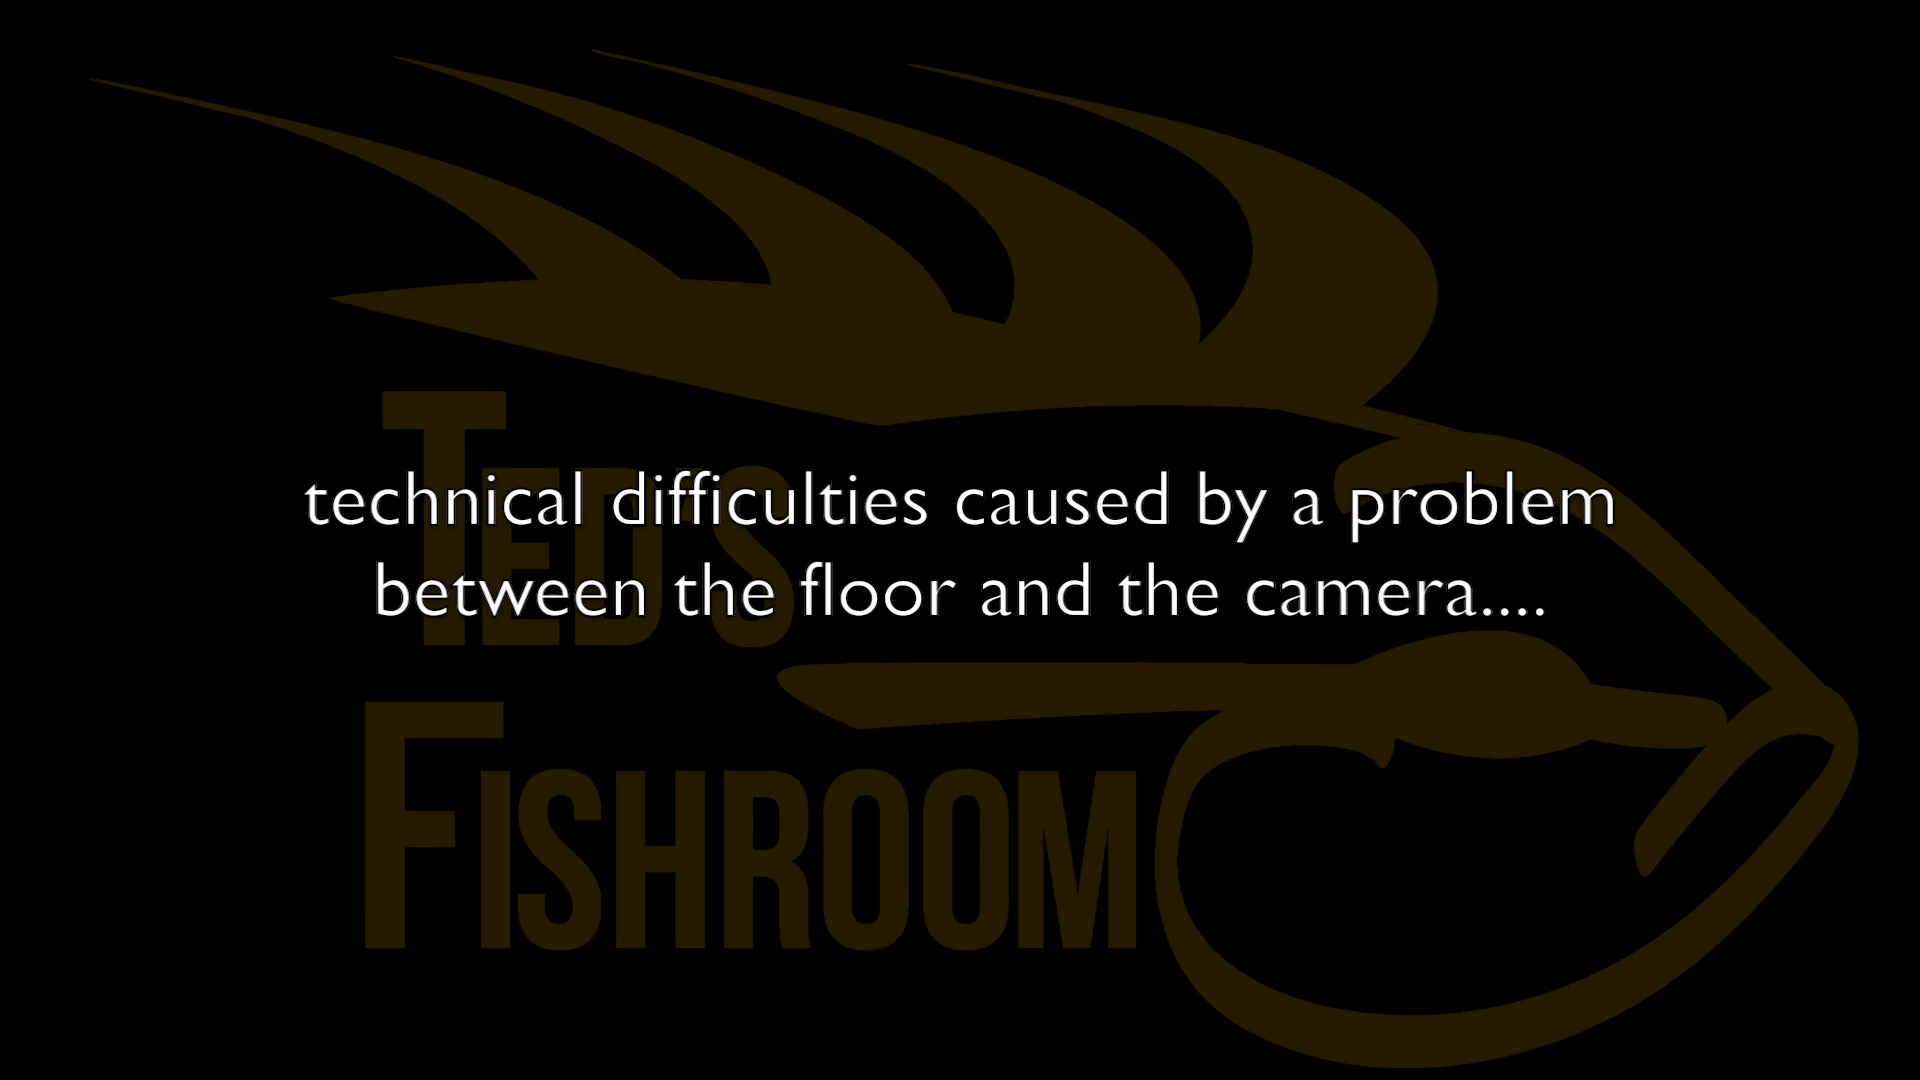 technical difficulties caused by a problem
between the floor and the camera....
TED'S
FISHROOM